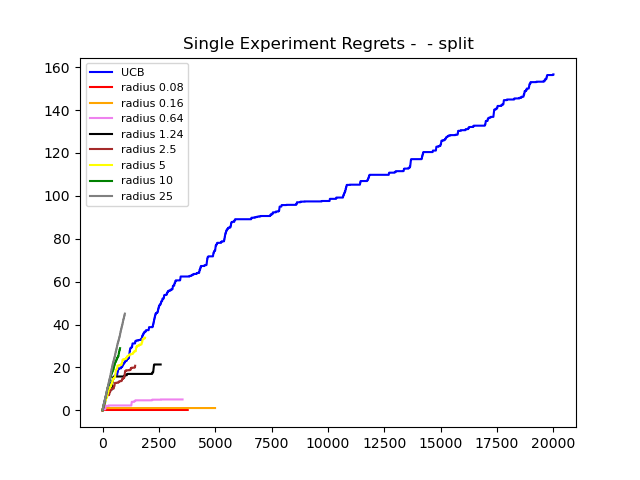 Single Experiment Regrets -  - split
160
140
120
100
80
60
40
20
0
UCB
radius 0.08
radius 0.16
radius 0.64
radius 1.24
radius 2.5
radius 5
radius 10
radius 25
0 2500 5000 7500 10000 12500 15000 17500 20000